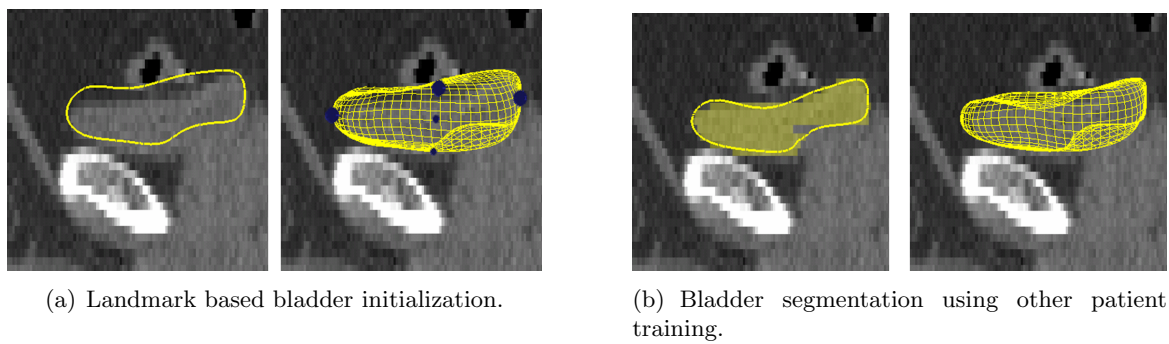 (a) Landmark based bladder initialization.
(b) Bladder segmentation using other patient
training.